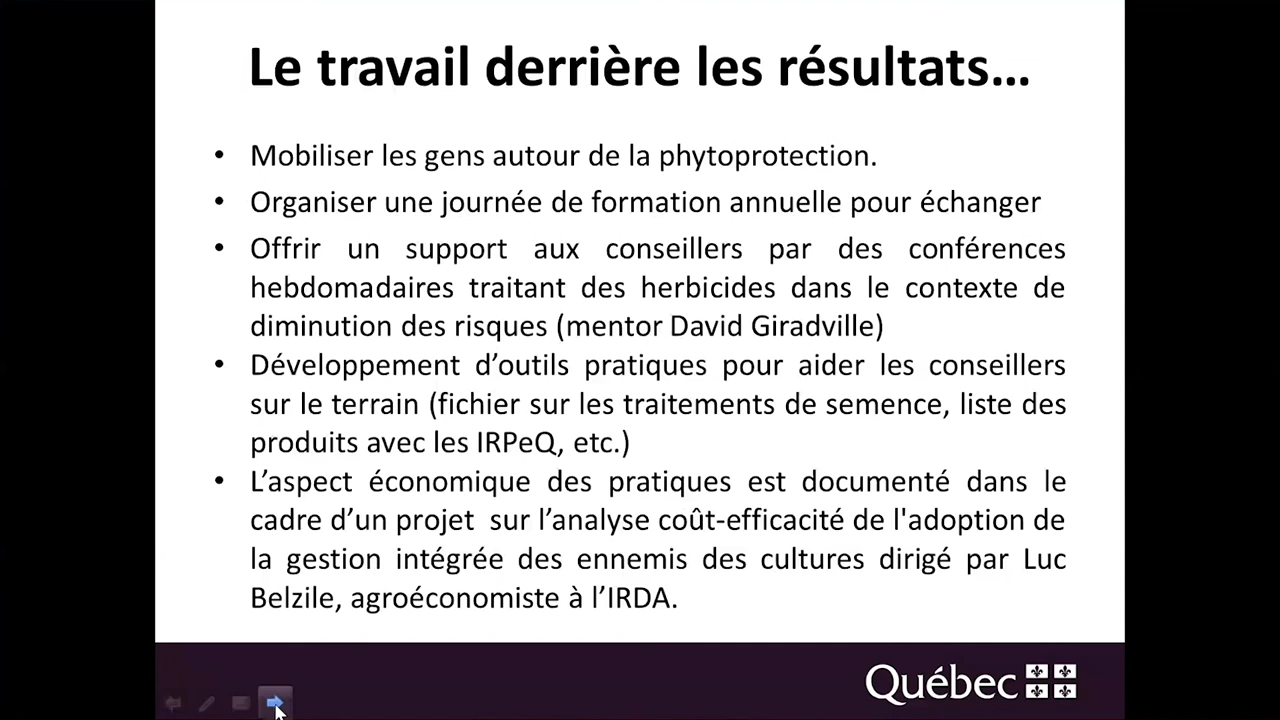 Le travail derrière les résultats…
• Mobiliser les gens autour de la phytoprotection.
• Organiser une journée de formation annuelle pour échanger
• Offrir un support aux conseillers par des conférences
hebdomadaires traitant des herbicides dans le contexte de
diminution des risques (mentor David Giradville)
• Développement d’outils pratiques pour aider les conseillers
sur le terrain (fichier sur les traitements de semence, liste des
produits avec les IRPeQ, etc.)
• L’aspect économique des pratiques est documenté dans le
cadre d’un projet  sur l’analyse coût-efficacité de l'adoption de
la gestion intégrée des ennemis des cultures dirigé par Luc
Belzile, agroéconomiste à l’IRDA.
Québec